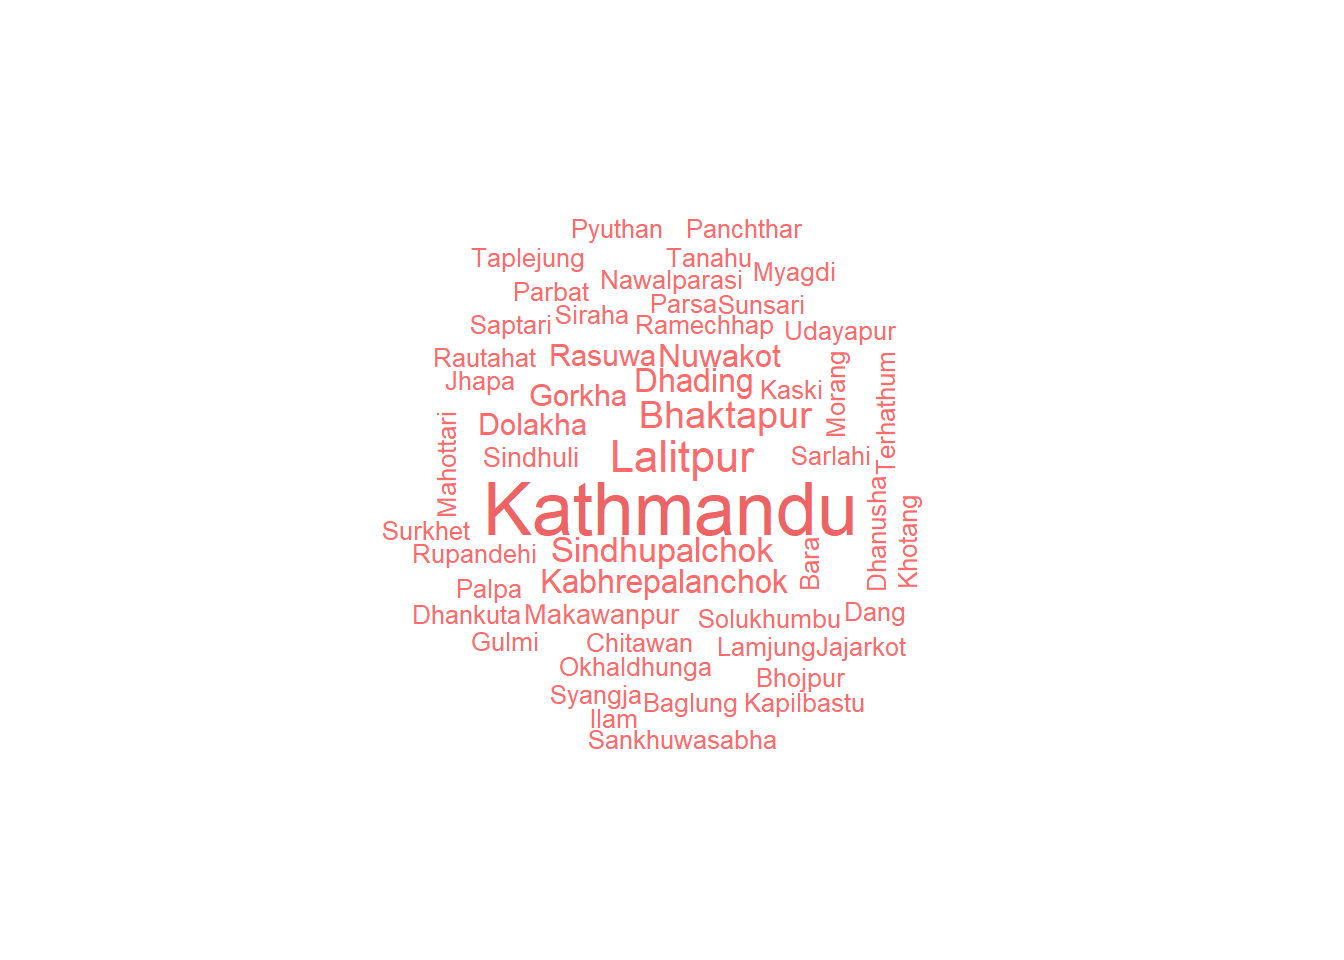 Pyuthan Panchthar
Taplejung Tanahu
Nawalparasi Myagdi
Parbat
Parsa Sunsari
Siraha
Saptari Ramechhap Udayapur
Rautahat Rasuwa Nuwakot
Jhapa Dhading
Gorkha Kaski Morang
Terhathum
Bhaktapur
Dolakha
Mahottari Sindhuli Lalitpur Sarlahi
Kathmandu
Surkhet Dhanusha Khotang
Rupandehi Sindhupalchok Bara
Palpa Kabhrepalanchok
Dhankuta Makawanpur Solukhumbu Dang
Gulmi Chitawan Lamjung Jajarkot
Okhaldhunga Bhojpur
Syangja Baglung Kapilbastu
Ilam
Sankhuwasabha